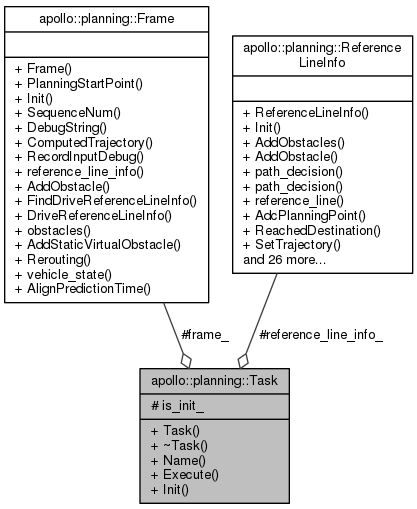 apollo::planning::Frame
+ Frame()
+ PlanningStartPoint()
+ Init()
+ SequenceNum()
+ DebugString()
+ ComputedTrajectory()
+ RecordInputDebug()
+ reference_line_info()
+ AddObstacle()
+ FindDriveReferenceLineInfo()
+ DriveReferenceLineInfo()
+ obstacles()
+ AddStaticVirtualObstacle()
+ Rerouting()
+ vehicle_state()
+ AlignPredictionTime()
apollo::planning::Reference
LineInfo
+ ReferenceLineInfo()
+ Init()
+ AddObstacles()
+ AddObstacle()
+ path_decision()
+ path_decision()
+ reference_line()
+ AdcPlanningPoint()
+ ReachedDestination()
+ SetTrajectory()
and 26 more...
#frame_
#reference_line_info_
apollo::planning::Task
# is_init_
+ Task()
+ ~Task()
+ Name()
+ Execute()
+ Init()